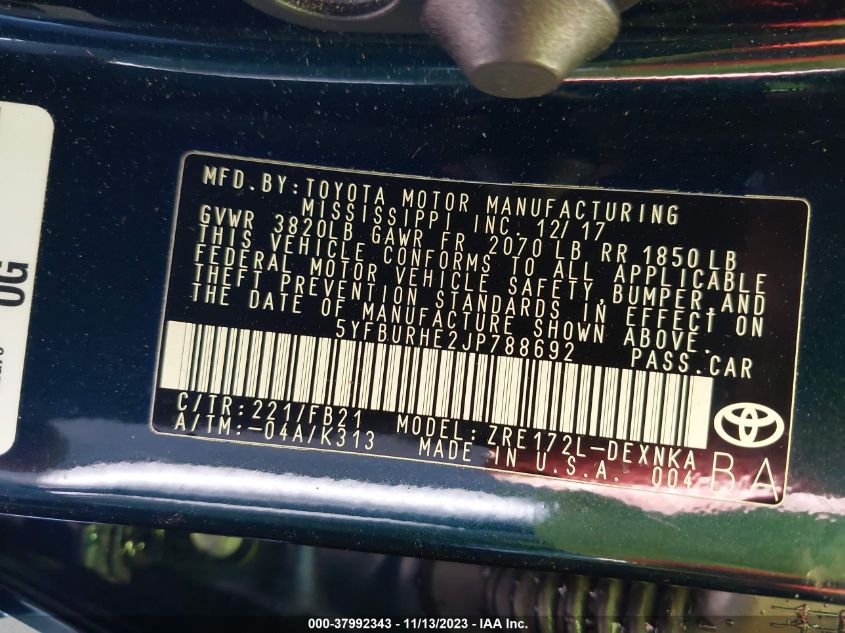 MFD. BY: TOYOTA MOTOR MANUFACTURING
MISSISSIPPI INC. 12/17
GVWR 3820LB GAWR FR 2070 LB RR 1850 LB
THIS VEHICLE CONFORMS TO ALL APPLICABLE
FEDERAL MOTOR VEHICLE SAFETY, BUMPER, AND
THEFT PREVENTION STANDARDS IN EFFECT ON
THE DATE OF MANUFACTURE SHOWN ABOVE.
5YFBURHE2JP788692 PASS. CAR
C/TR: 221/FB21 MODEL: ZRE172L-DEXNKA
A/TM: -04A/K313 MADE IN U.S.A. 004 BA
OG
000-37992343 - 11/13/2023 - IAA Inc.